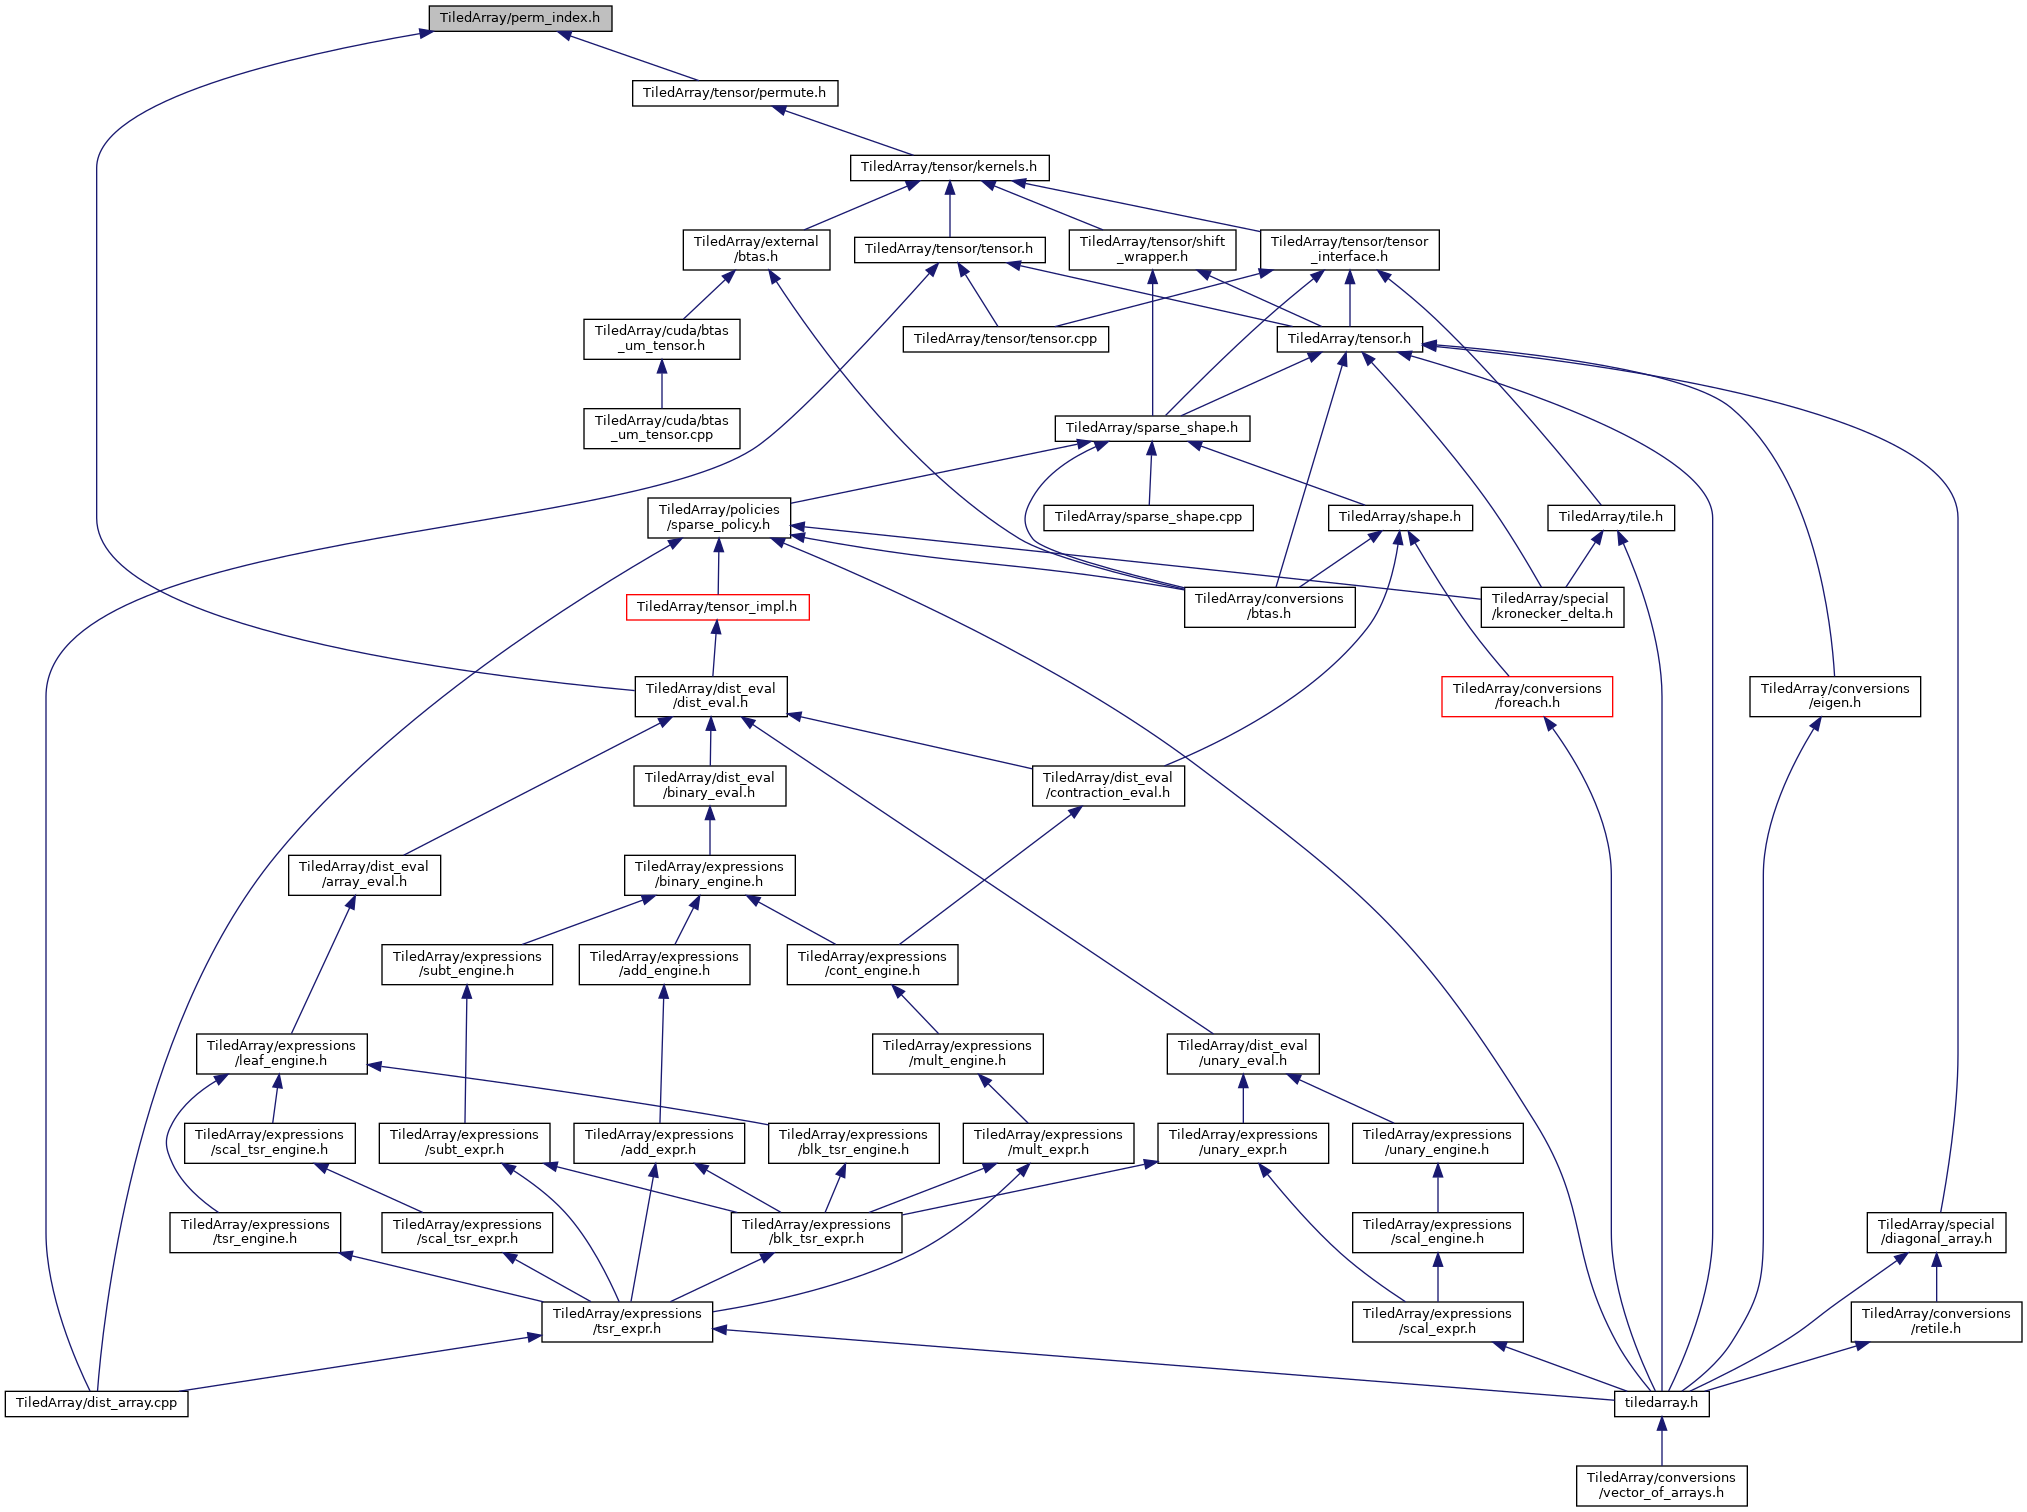 TiledArray/perm_index.h
TiledArray/tensor/permute.h
TiledArray/tensor/kernels.h
TiledArray/external
/btas.h
TiledArray/tensor/tensor.h
TiledArray/tensor/shift
_wrapper.h
TiledArray/tensor/tensor
_interface.h
TiledArray/cuda/btas
_um_tensor.h
TiledArray/tensor/tensor.cpp
TiledArray/tensor.h
TiledArray/cuda/btas
_um_tensor.cpp
TiledArray/sparse_shape.h
TiledArray/policies
/sparse_policy.h
TiledArray/sparse_shape.cpp
TiledArray/shape.h
TiledArray/tile.h
TiledArray/tensor_impl.h
TiledArray/conversions
/btas.h
TiledArray/special
/kronecker_delta.h
TiledArray/dist_eval
/dist_eval.h
TiledArray/conversions
/foreach.h
TiledArray/conversions
/eigen.h
TiledArray/dist_eval
/binary_eval.h
TiledArray/dist_eval
/contraction_eval.h
TiledArray/dist_eval
/array_eval.h
TiledArray/expressions
/binary_engine.h
TiledArray/expressions
/subt_engine.h
TiledArray/expressions
/add_engine.h
TiledArray/expressions
/cont_engine.h
TiledArray/expressions
/leaf_engine.h
TiledArray/expressions
/mult_engine.h
TiledArray/dist_eval
/unary_eval.h
TiledArray/expressions
/scal_tsr_engine.h
TiledArray/expressions
/subt_expr.h
TiledArray/expressions
/add_expr.h
TiledArray/expressions
/blk_tsr_engine.h
TiledArray/expressions
/mult_expr.h
TiledArray/expressions
/unary_expr.h
TiledArray/expressions
/unary_engine.h
TiledArray/expressions
/tsr_engine.h
TiledArray/expressions
/scal_tsr_expr.h
TiledArray/expressions
/blk_tsr_expr.h
TiledArray/expressions
/scal_engine.h
TiledArray/special
/diagonal_array.h
TiledArray/expressions
/tsr_expr.h
TiledArray/expressions
/scal_expr.h
TiledArray/conversions
/retile.h
TiledArray/dist_array.cpp
tiledarray.h
TiledArray/conversions
/vector_of_arrays.h